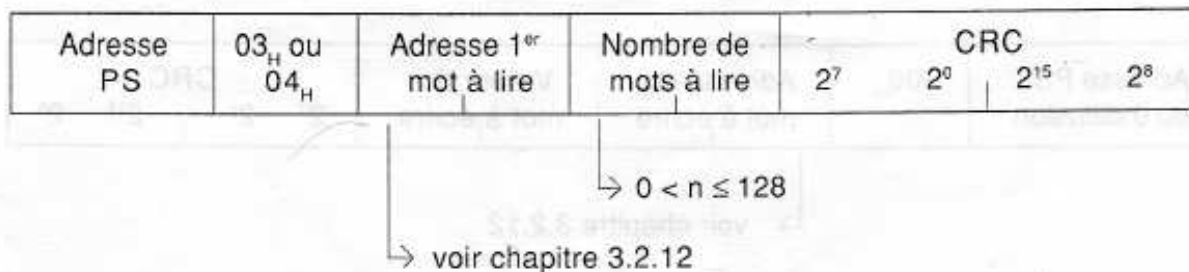 Adresse PS
03H ou 04H
Adresse 1er mot à lire
Nombre de mots à lire
CRC
2⁷ 2⁰ 2¹⁵ 2⁸
0 < n ≤ 128
voir chapitre 3.2.12